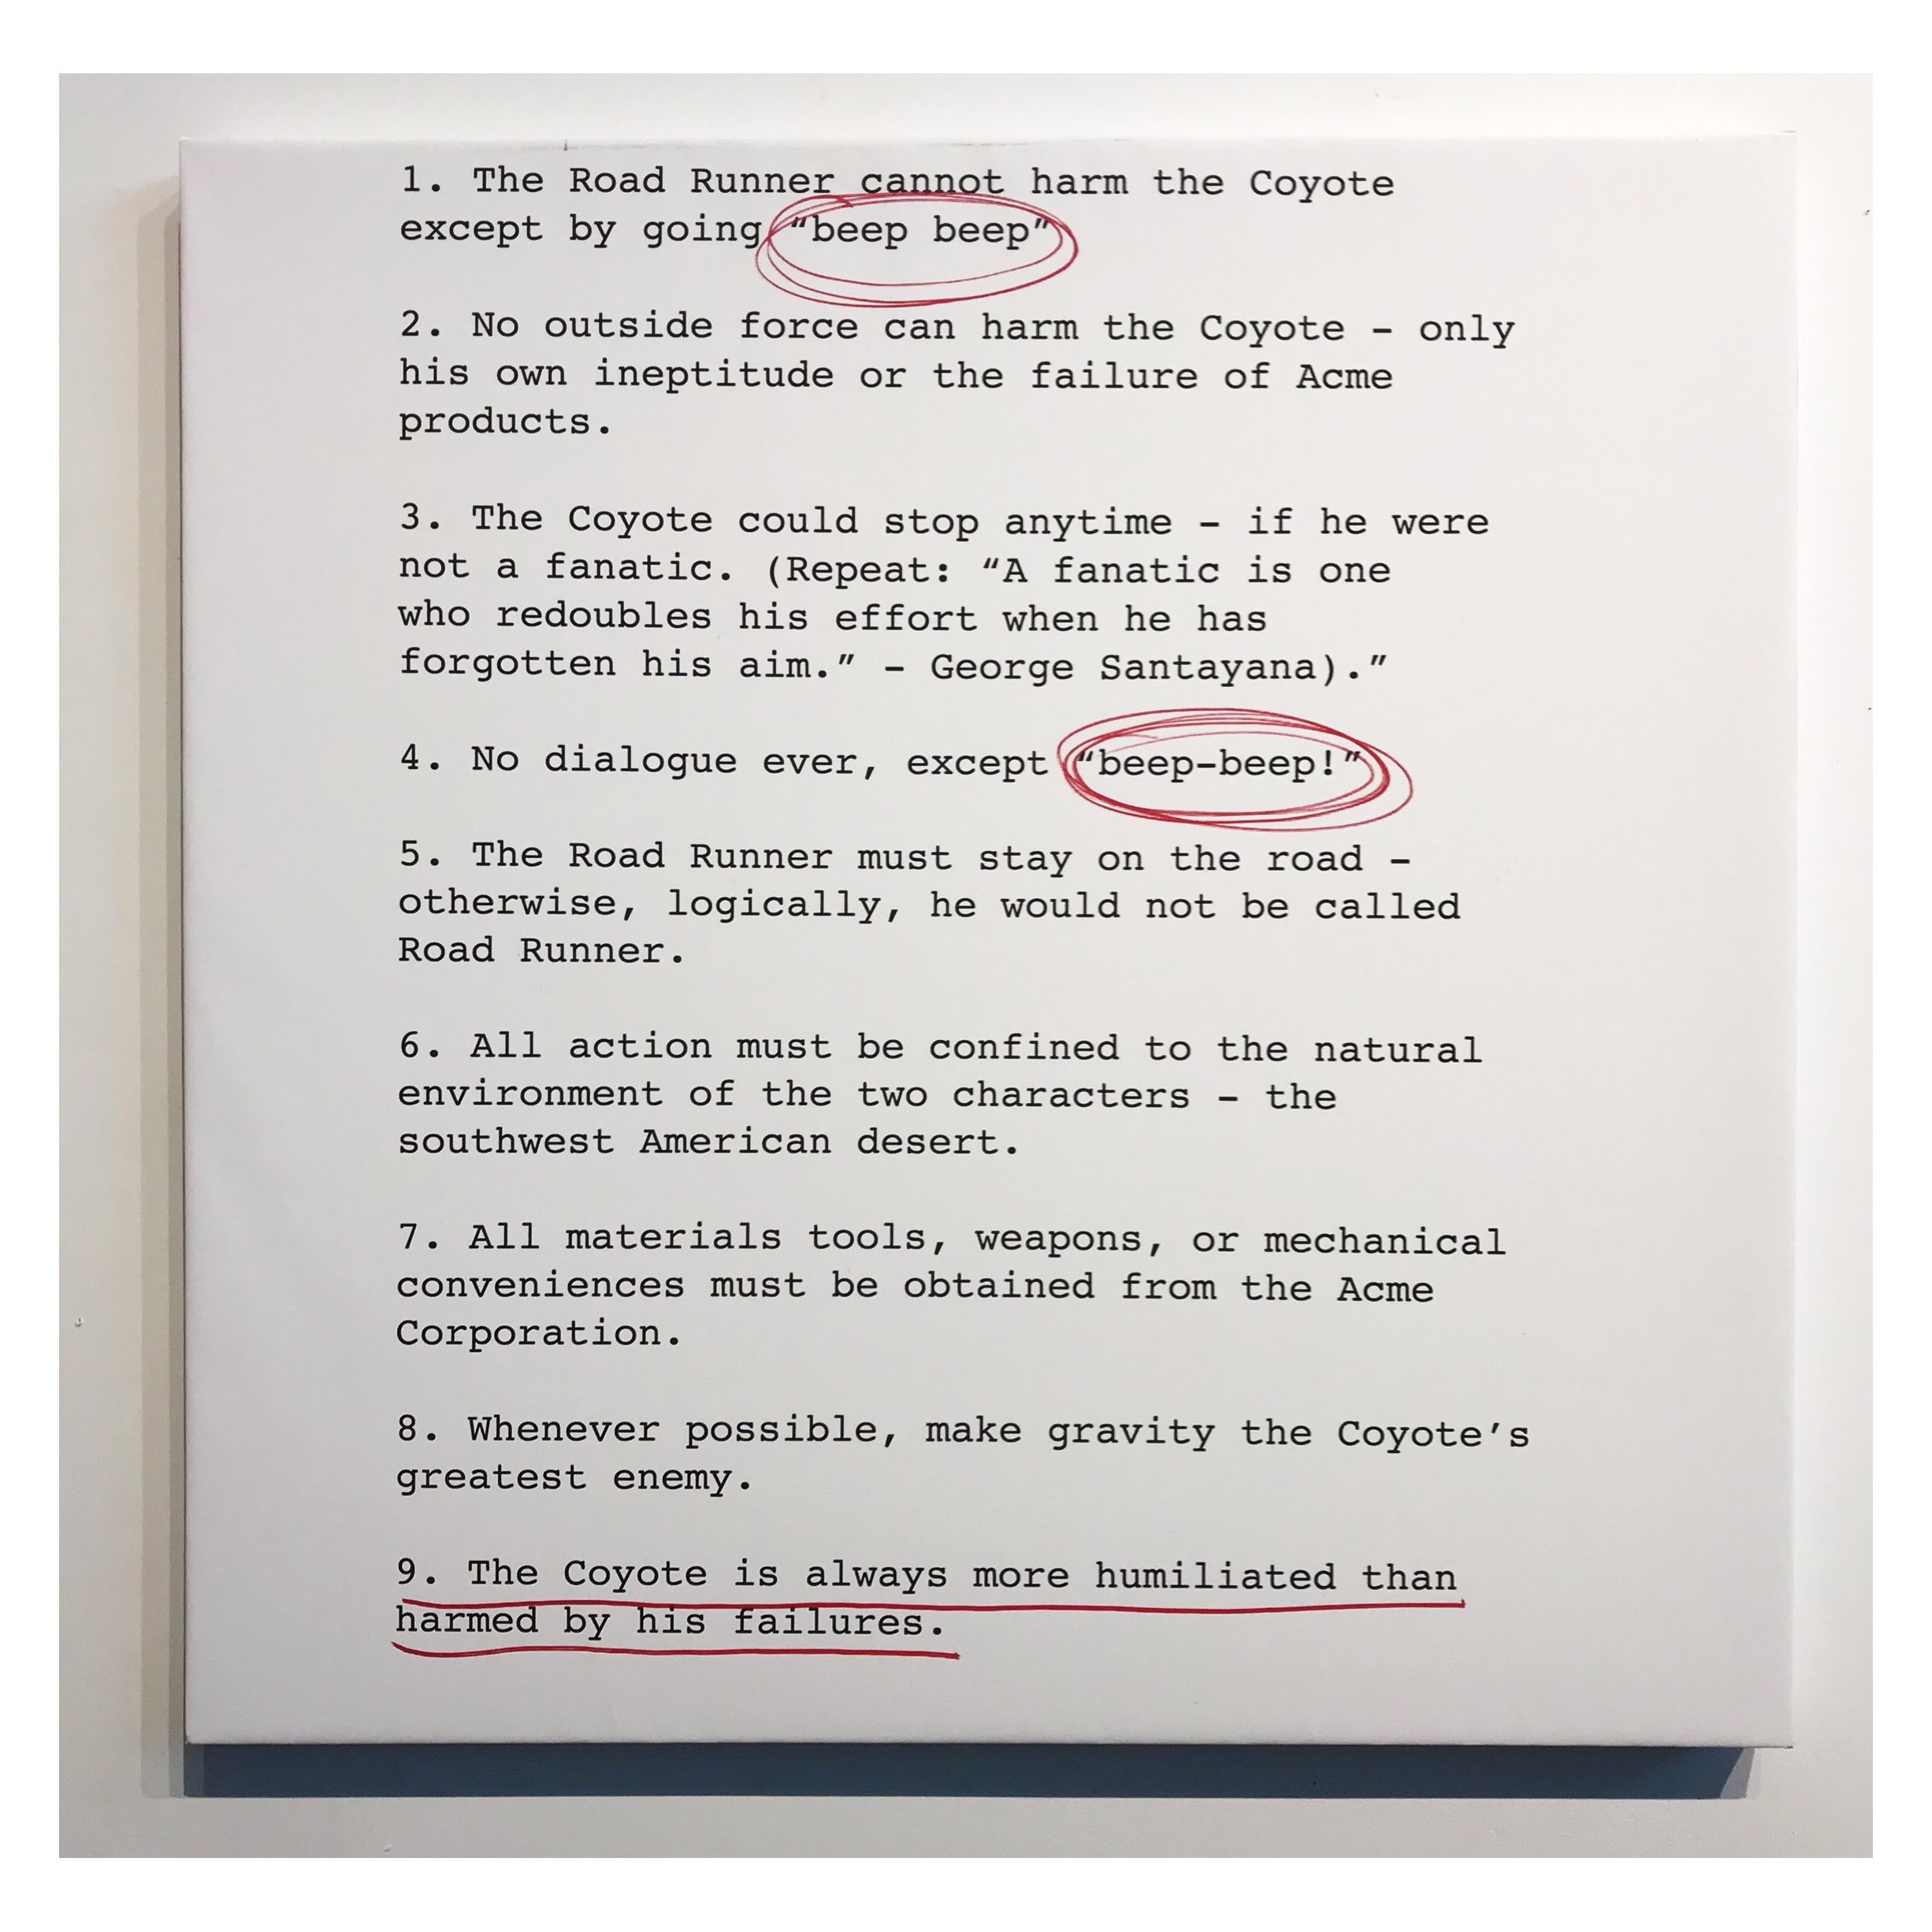 1. The Road Runner cannot harm the Coyote
except by going “beep beep”
2. No outside force can harm the Coyote – only
his own ineptitude or the failure of Acme
products.
3. The Coyote could stop anytime – if he were
not a fanatic. (Repeat: “A fanatic is one
who redoubles his effort when he has
forgotten his aim.” – George Santayana).”
4. No dialogue ever, except “beep-beep!”
5. The Road Runner must stay on the road –
otherwise, logically, he would not be called
Road Runner.
6. All action must be confined to the natural
environment of the two characters – the
southwest American desert.
7. All materials tools, weapons, or mechanical
conveniences must be obtained from the Acme
Corporation.
8. Whenever possible, make gravity the Coyote’s
greatest enemy.
9. The Coyote is always more humiliated than
harmed by his failures.